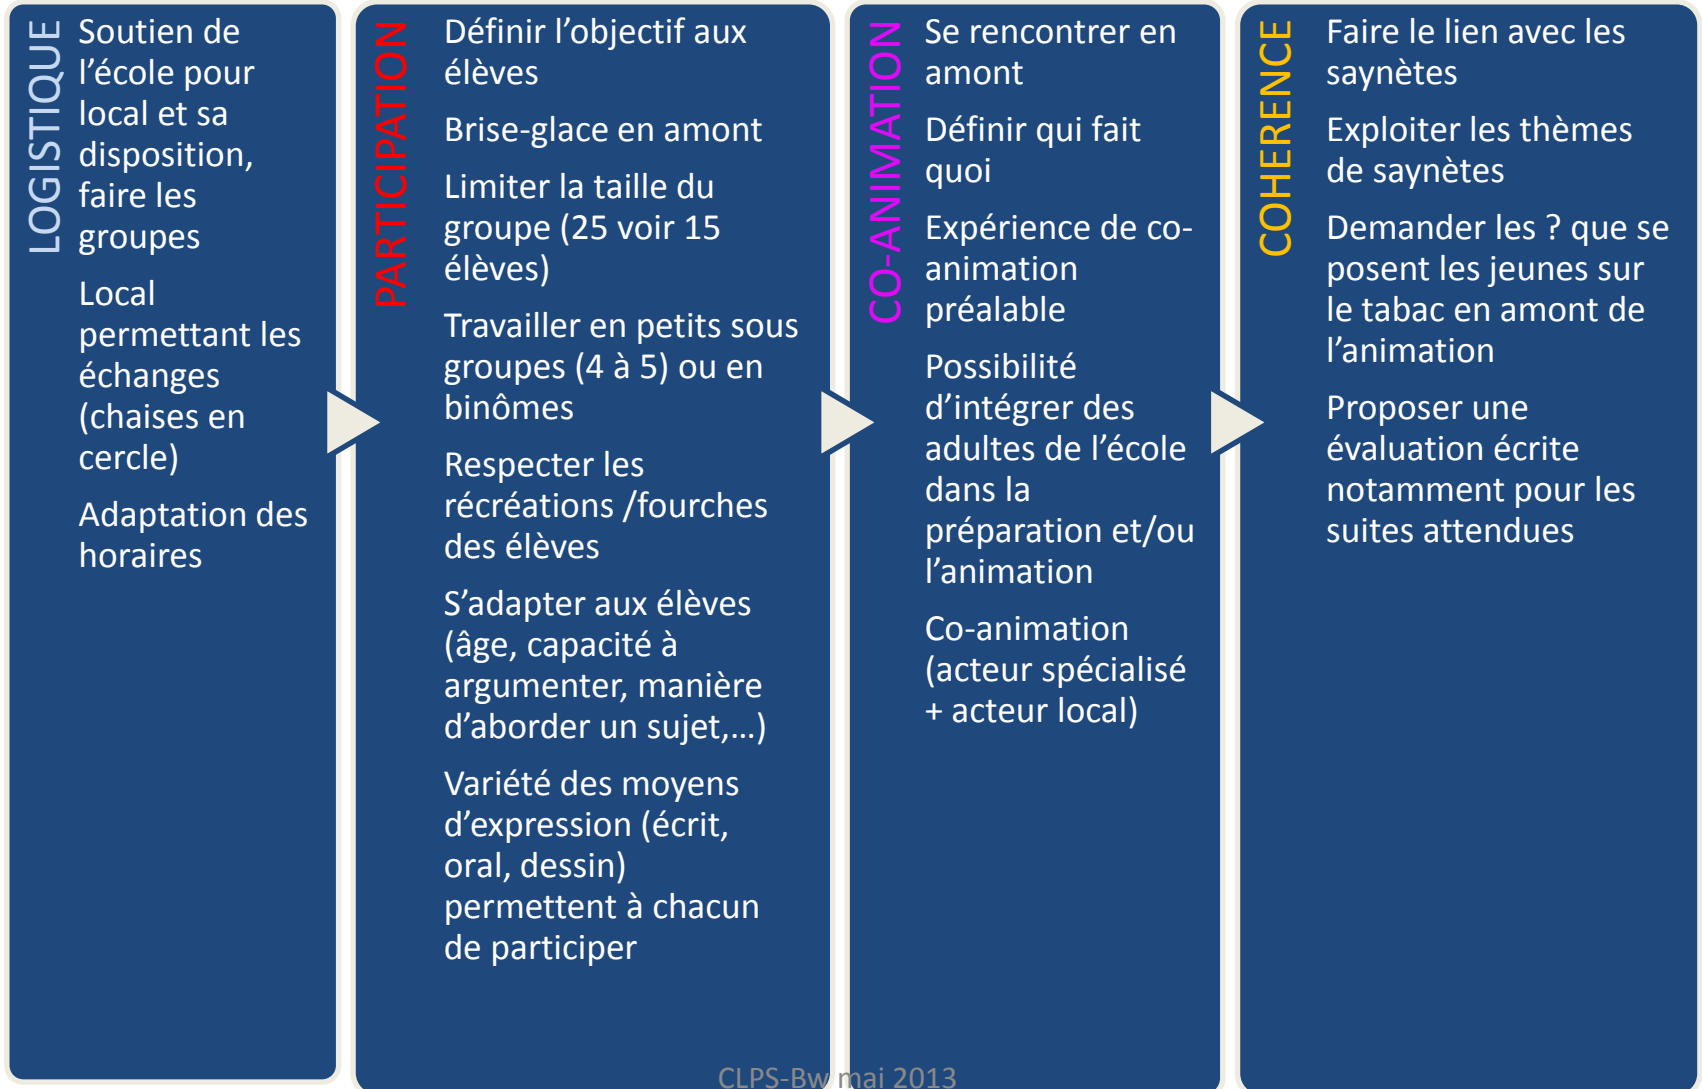 LOGISTIQUE
Soutien de
l’école pour
local et sa
disposition,
faire les
groupes
Local
permettant les
échanges
(chaises en
cercle)
Adaptation des
horaires
PARTICIPATION
Définir l’objectif aux
élèves
Brise-glace en amont
Limiter la taille du
groupe (25 voir 15
élèves)
Travailler en petits sous
groupes (4 à 5) ou en
binômes
Respecter les
récréations /fourches
des élèves
S’adapter aux élèves
(âge, capacité à
argumenter, manière
d’aborder un sujet,…)
Variété des moyens
d’expression (écrit,
oral, dessin)
permettent à chacun
de participer
CO-ANIMATION
Se rencontrer en
amont
Définir qui fait
quoi
Expérience de co-
animation
préalable
Possibilité
d’intégrer des
adultes de l’école
dans la
préparation et/ou
l’animation
Co-animation
(acteur spécialisé
+ acteur local)
COHERENCE
Faire le lien avec les
saynètes
Exploiter les thèmes
de saynètes
Demander les ? que se
posent les jeunes sur
le tabac en amont de
l’animation
Proposer une
évaluation écrite
notamment pour les
suites attendues
CLPS-Bw mai 2013